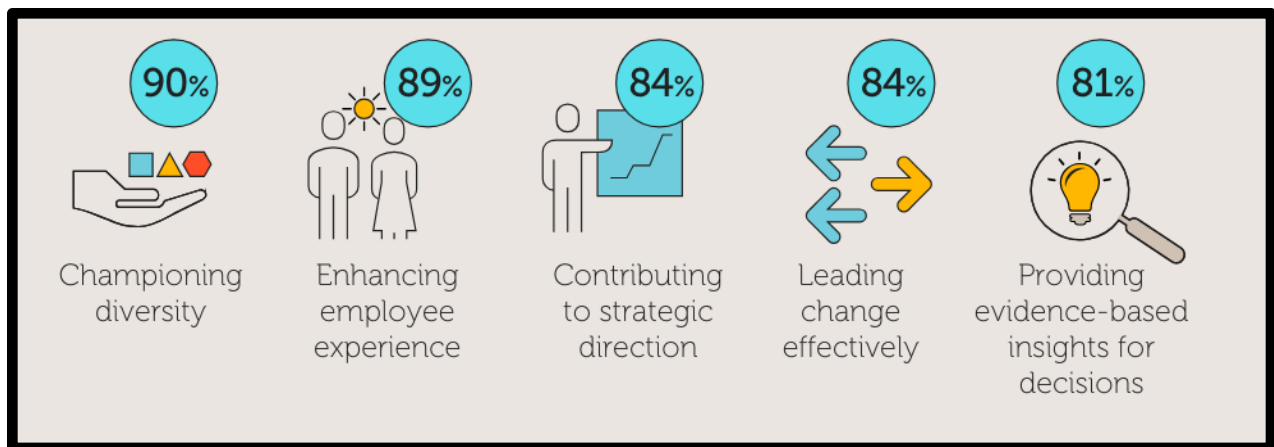 90%
Championing
diversity
89%
Enhancing
employee
experience
84%
Contributing
to strategic
direction
84%
Leading
change
effectively
81%
Providing
evidence-based
insights for
decisions